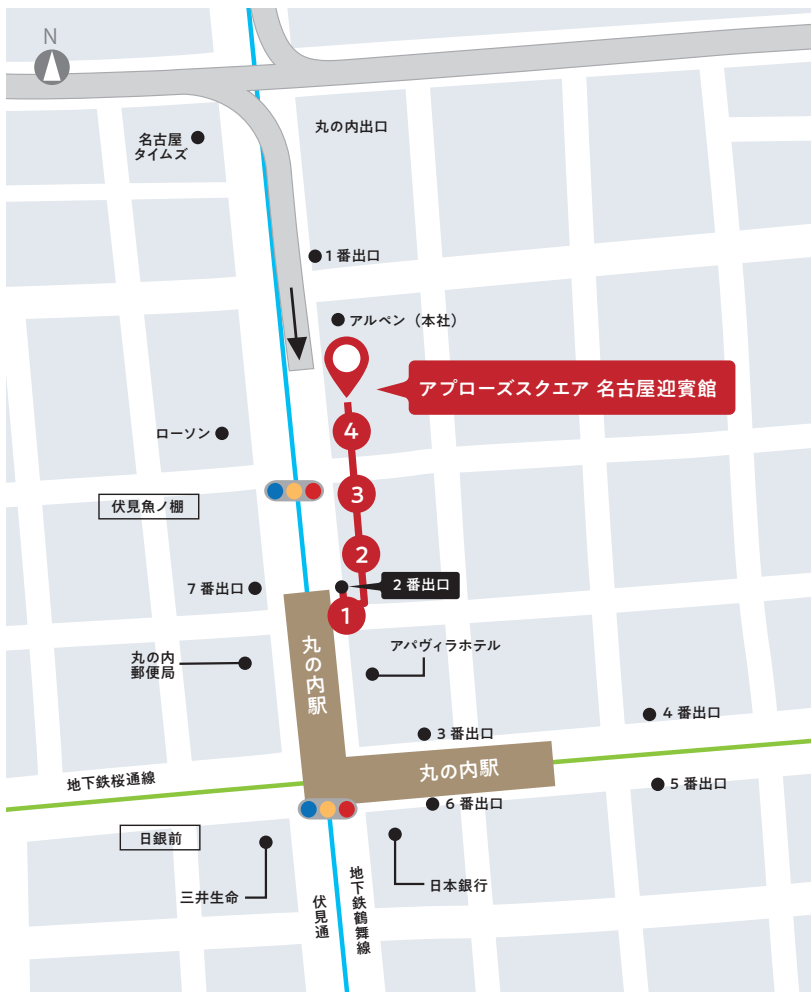 N
名古屋
タイムズ
丸の内出口
1番出口
アルペン（本社）
アプローズスクエア 名古屋迎賓館
4
ローソン
3
伏見魚ノ棚
2
7番出口
2番出口
1
丸の内駅
アパヴィラホテル
丸の内
郵便局
3番出口
4番出口
丸の内駅
地下鉄桜通線
5番出口
6番出口
日銀前
三井生命
日本銀行
伏見通
地下鉄鶴舞線